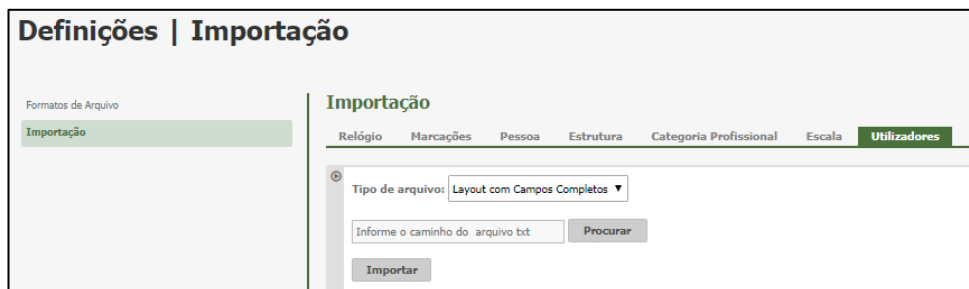 Definições | Importação
Formatos de Arquivo
Importação
Importação
Relógio Marcações Pessoa Estrutura Categoria Profissional Escala Utilizadores
Tipo de arquivo: Layout com Campos Completos
Informe o caminho do arquivo txt Procurar
Importar